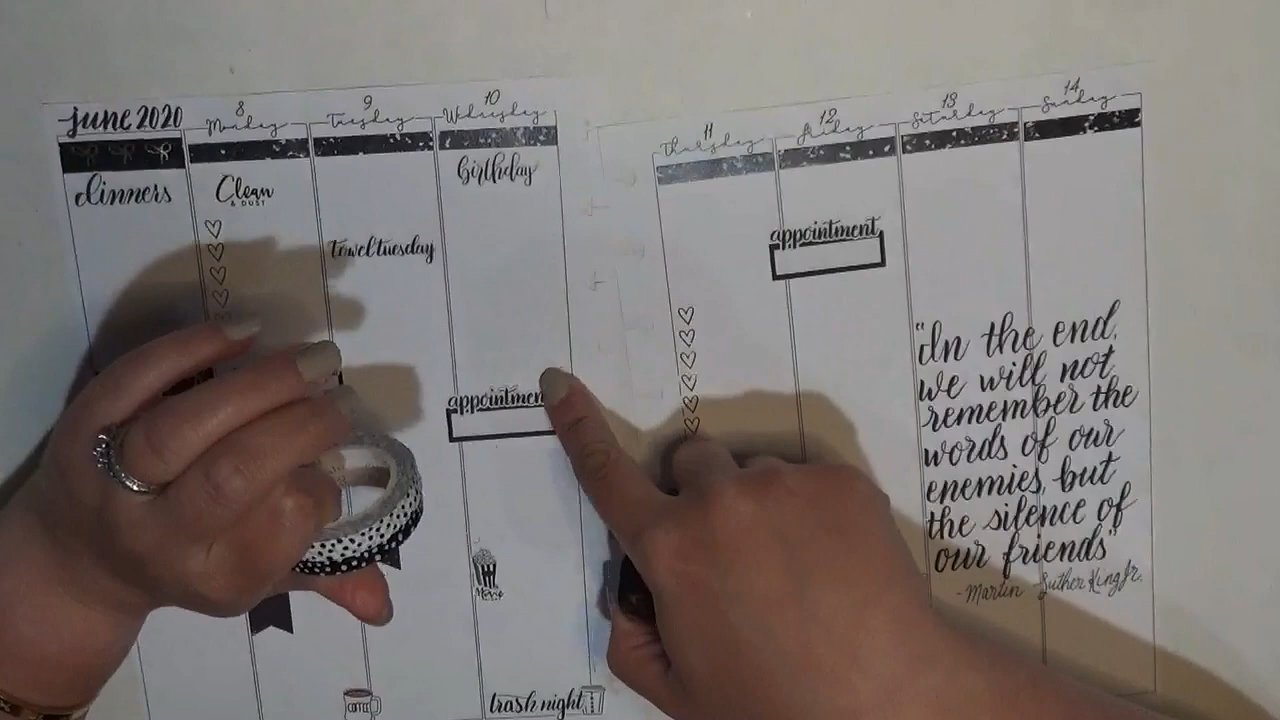 june 2020
8
Monday
9
Tuesday
10
Wednesday
11
Thursday
12
Friday
13
Saturday
14
Sunday
dinners
Clean
& DUST
towel tuesday
birthday
appointment
Movie
COFFEE
trash night
appointment
"In the end,
we will not
remember the
words of our
enemies, but
the silence of
our friends"
-Martin Luther King Jr.